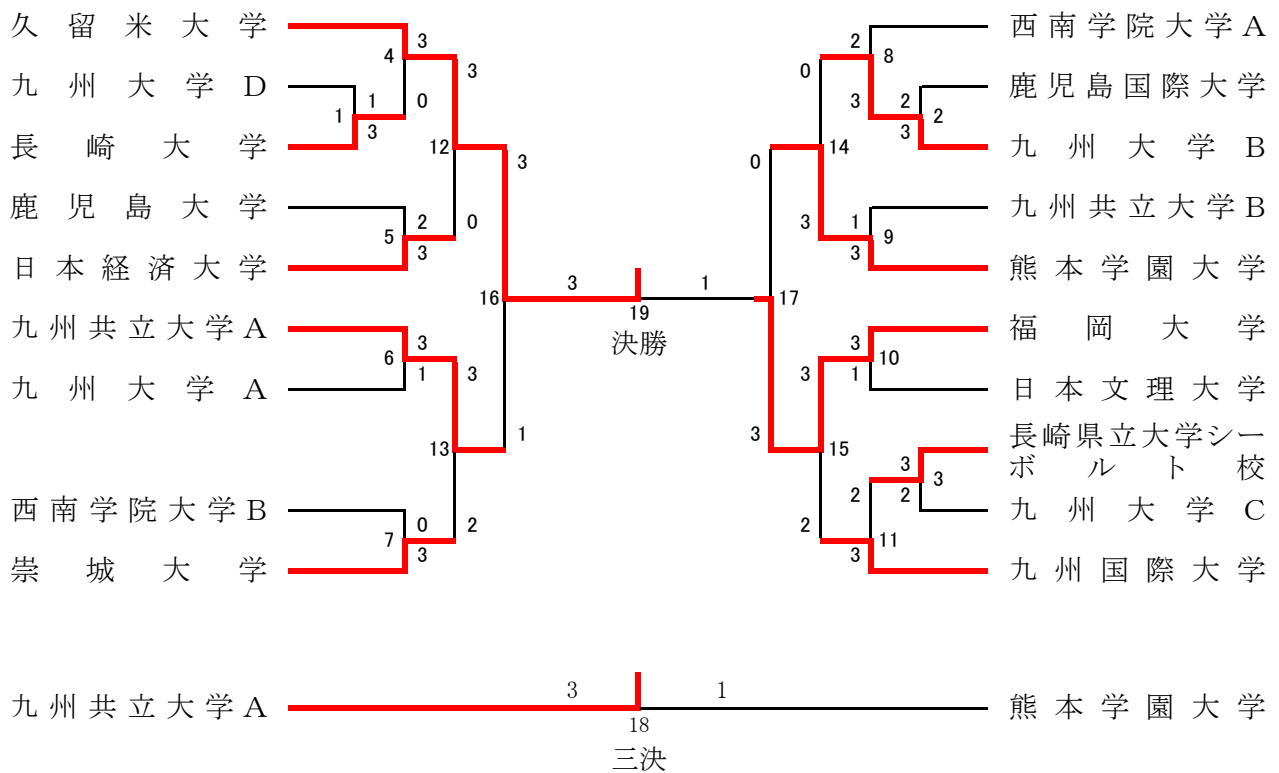 久留米大学
西南学院大学A
3
2
4
3
0
8
九州大学D
鹿児島国際大学
1
0
3
2
1
2
3
3
長崎大学
12
14
九州大学B
3
0
鹿児島大学
九州共立大学B
2
0
3
1
5
9
3
3
日本経済大学
熊本学園大学
3
1
16
17
19
九州共立大学A
決勝
福岡大学
3
3
6
10
1
3
3
1
九州大学A
日本文理大学
1
3
長崎県立大学シー
13
15
ボルト校
3
3
2
2
西南学院大学B
九州大学C
0
2
2
7
11
3
3
崇城大学
九州国際大学
3
1
九州共立大学A
熊本学園大学
18
三決